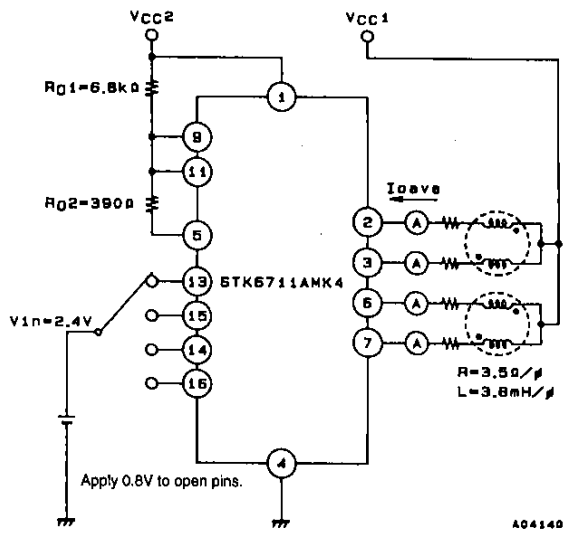 VCC2
VCC1
RO1=6.8kΩ
1
9
11
RO2=390Ω
Ioave
5
2
A
3
A
13
STK6711AMK4
6
A
Vin=2.4V
15
7
A
14
R=3.5Ω/ø
16
L=3.8mH/ø
4
Apply 0.8V to open pins.
A04140